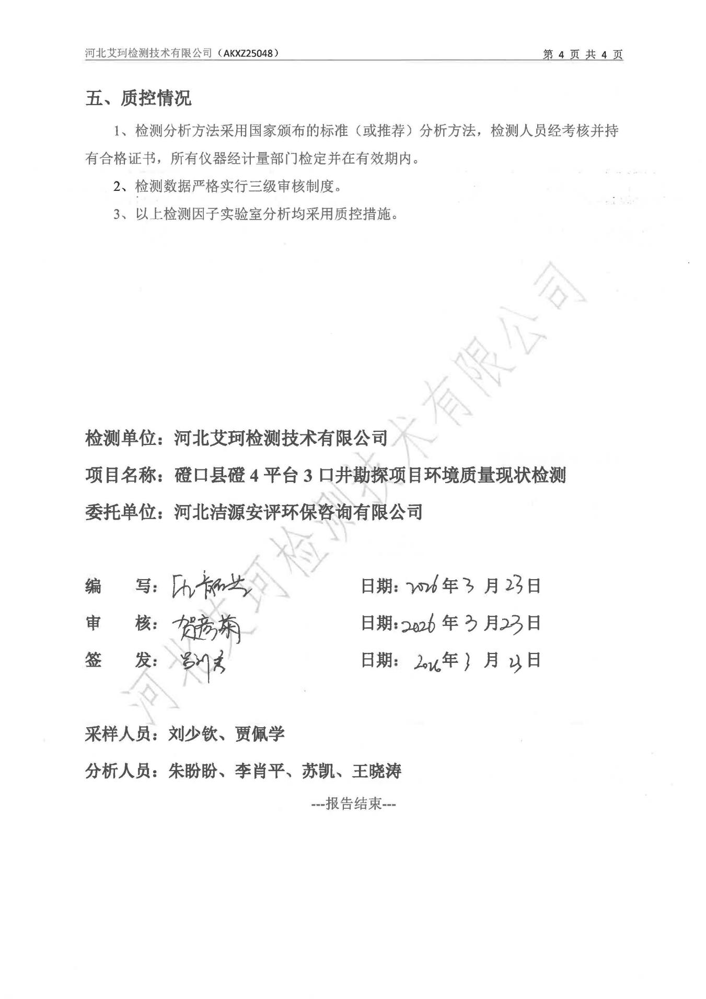 河北艾珂检测技术有限公司（AKXZ25048） 第 4 页 共 4 页
五、质控情况
1、检测分析方法采用国家颁布的标准（或推荐）分析方法，检测人员经考核并持
有合格证书，所有仪器经计量部门检定并在有效期内。
2、检测数据严格实行三级审核制度。
3、以上检测因子实验室分析均采用质控措施。
检测单位：河北艾珂检测技术有限公司
项目名称：磴口县磴 4 平台 3 口井勘探项目环境质量现状检测
委托单位：河北洁源安评环保咨询有限公司
编 写： 日期：2026年3月23日
审 核：贺彦菊 日期：2026年3月23日
签 发： 日期：2026年3月23日
采样人员：刘少钦、贾佩学
分析人员：朱盼盼、李肖平、苏凯、王晓涛
---报告结束---
河北艾珂检测技术有限公司